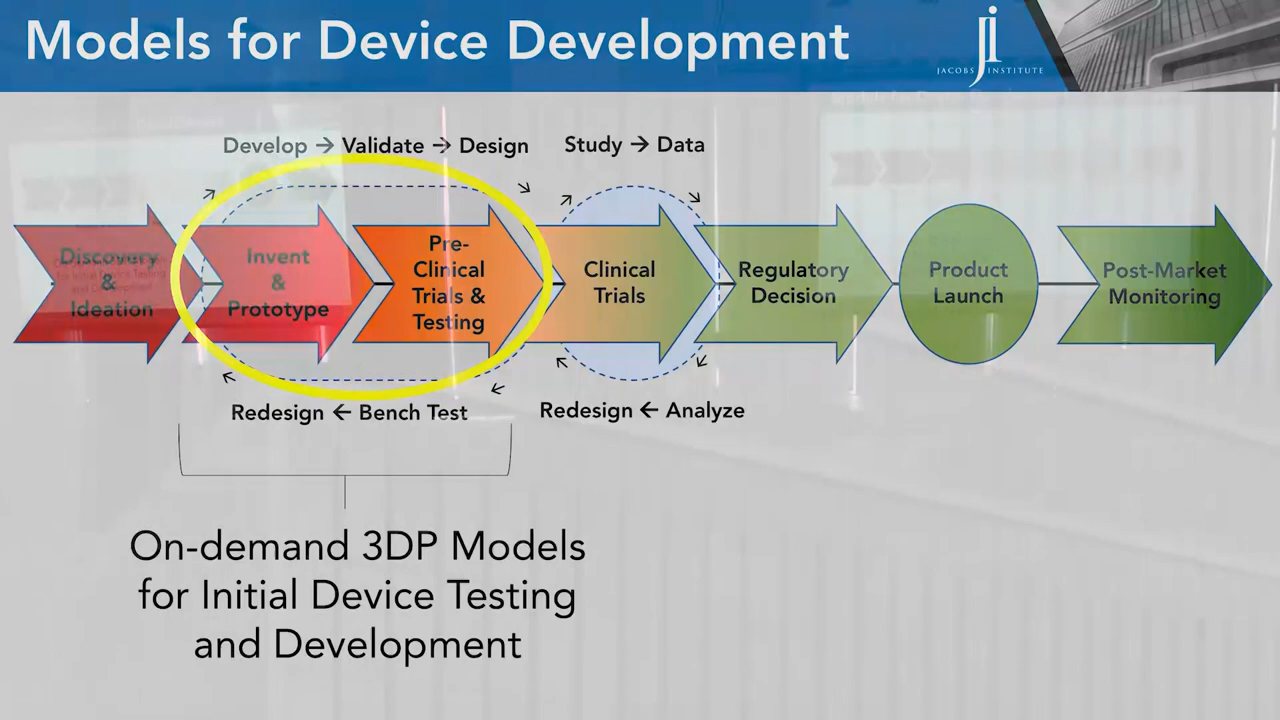 Models for Device Development
JACOBS INSTITUTE
Develop → Validate → Design
Study → Data
Discovery
&
Ideation
Invent
&
Prototype
Pre-
Clinical
Trials &
Testing
Clinical
Trials
Regulatory
Decision
Product
Launch
Post-Market
Monitoring
Redesign ← Bench Test
Redesign ← Analyze
On-demand 3DP Models
for Initial Device Testing
and Development